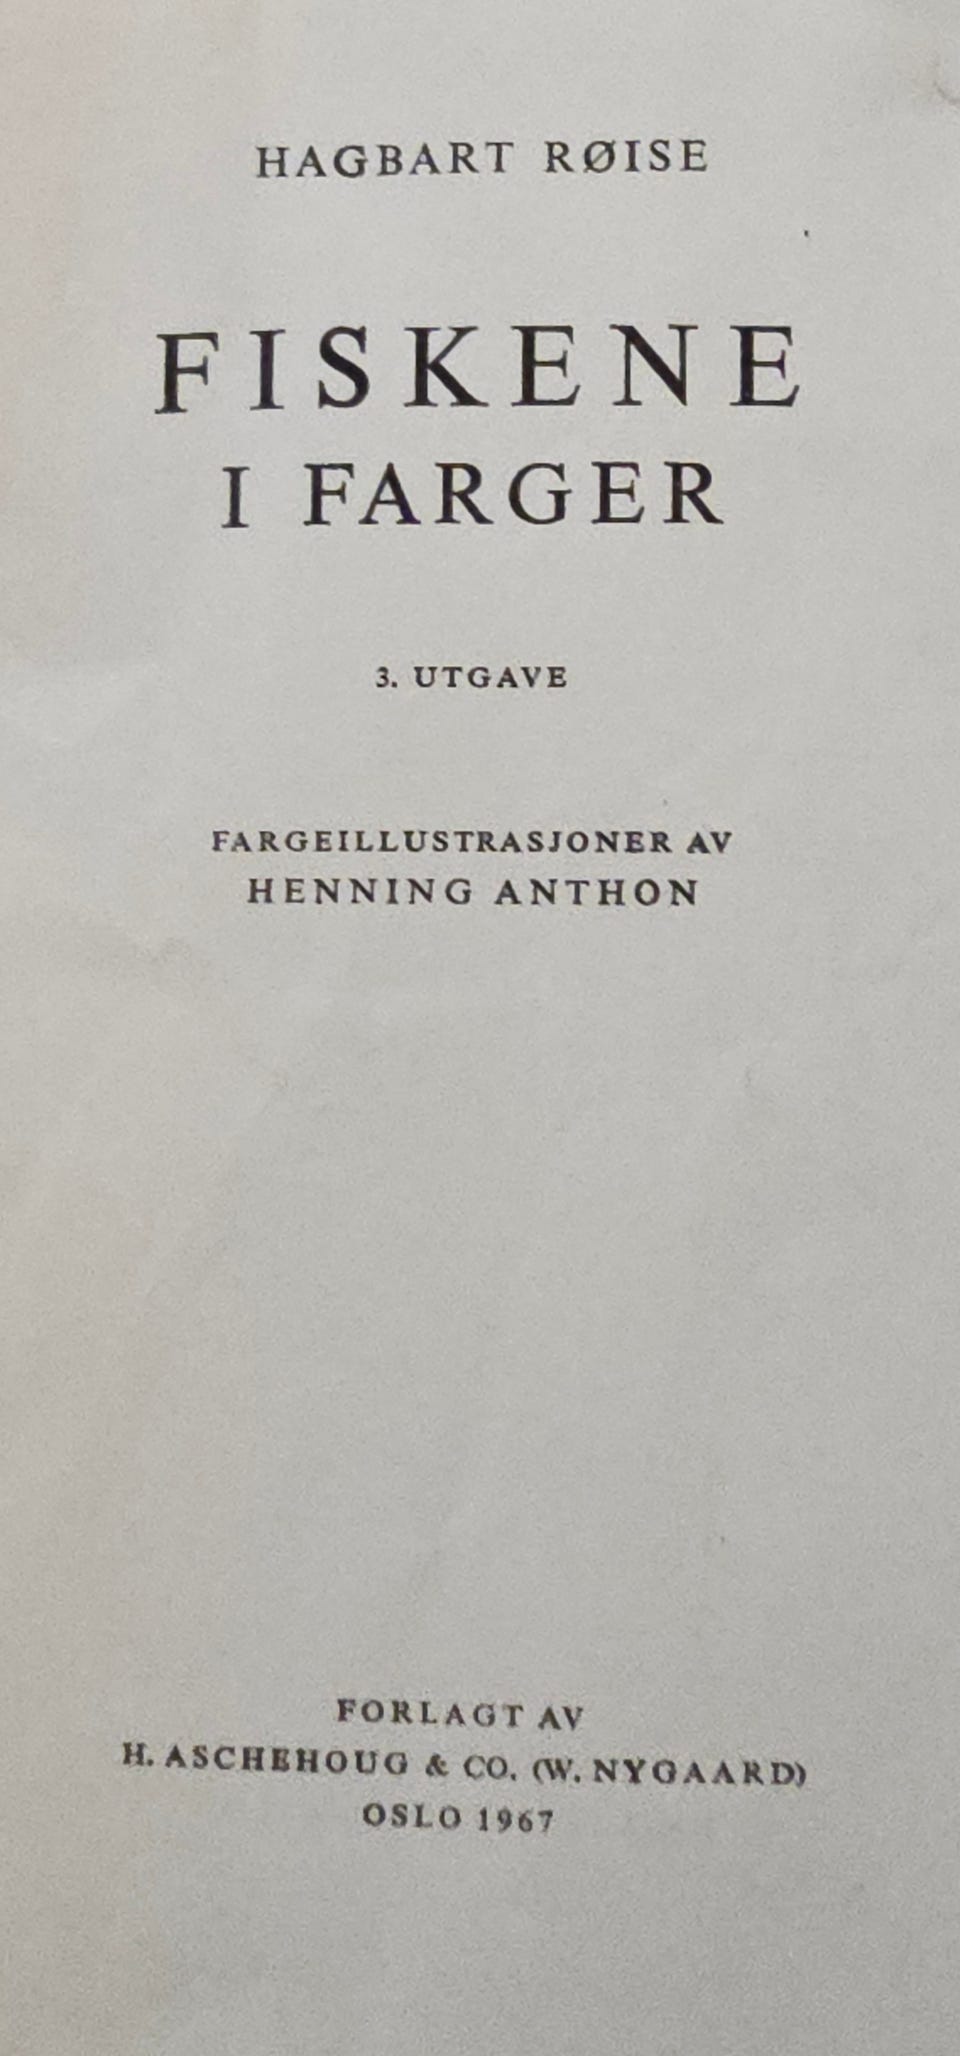 HAGBART RØISE
FISKENE
I FARGER
3. UTGAVE
FARGEILLUSTRASJONER AV
HENNING ANTHON
FORLAGT AV
H. ASCHEHOUG & CO. (W. NYGAARD)
OSLO 1967